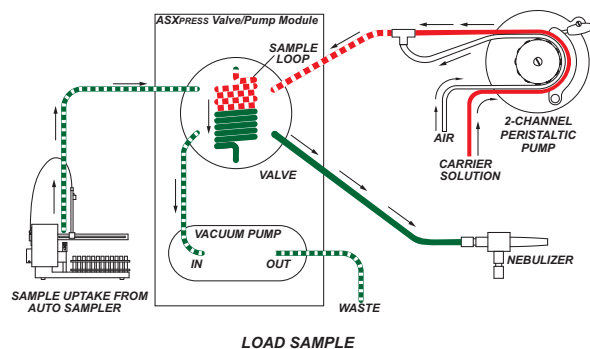 ASXPRESS Valve/Pump Module
SAMPLE
LOOP
VALVE
AIR
CARRIER
SOLUTION
2-CHANNEL
PERISTALTIC
PUMP
VACUUM PUMP
IN
OUT
NEBULIZER
SAMPLE UPTAKE FROM
AUTO SAMPLER
WASTE
LOAD SAMPLE